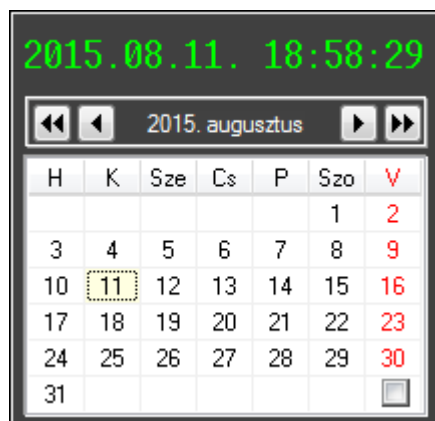 2015.08.11. 18:58:29
2015. augusztus
H K Sze Cs P Szo V
1 2
3 4 5 6 7 8 9
10 11 12 13 14 15 16
17 18 19 20 21 22 23
24 25 26 27 28 29 30
31